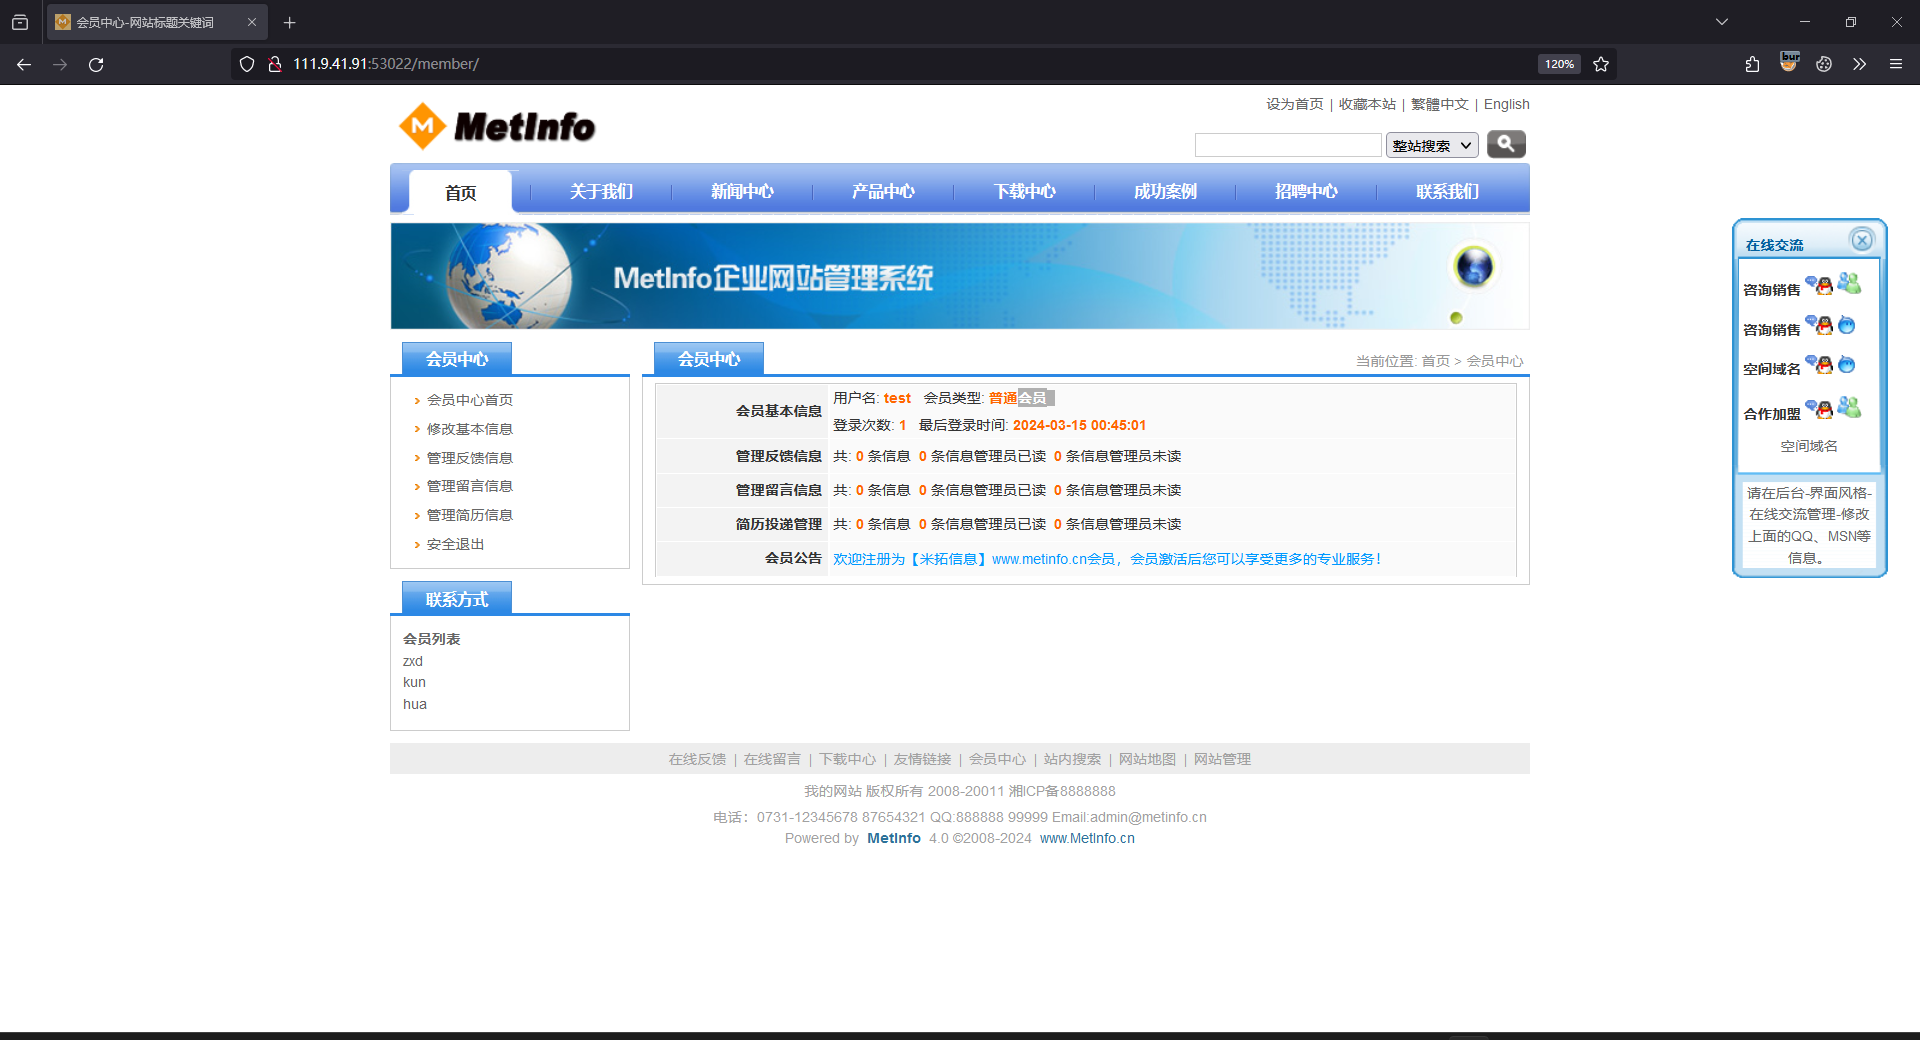 会员中心-网站标题关键词
111.9.41.91:53022/member/
120%
MetInfo
设为首页 | 收藏本站 | 繁體中文 | English
整站搜索
首页 关于我们 新闻中心 产品中心 下载中心 成功案例 招聘中心 联系我们
MetInfo企业网站管理系统
会员中心
会员中心首页
修改基本信息
管理反馈信息
管理留言信息
管理简历信息
安全退出
联系方式
会员列表
zxd
kun
hua
会员中心
当前位置: 首页 > 会员中心
会员基本信息
用户名: test 会员类型: 普通会员
登录次数: 1 最后登录时间: 2024-03-15 00:45:01
管理反馈信息 共: 0 条信息 0 条信息管理员已读 0 条信息管理员未读
管理留言信息 共: 0 条信息 0 条信息管理员已读 0 条信息管理员未读
简历投递管理 共: 0 条信息 0 条信息管理员已读 0 条信息管理员未读
会员公告 欢迎注册为【米拓信息】www.metinfo.cn会员，会员激活后您可以享受更多的专业服务！
在线交流
咨询销售
咨询销售
空间域名
合作加盟
空间域名
请在后台-界面风格-
在线交流管理-修改
上面的QQ、MSN等
信息。
在线反馈 | 在线留言 | 下载中心 | 友情链接 | 会员中心 | 站内搜索 | 网站地图 | 网站管理
我的网站 版权所有 2008-20011 湘ICP备8888888
电话：0731-12345678 87654321 QQ:888888 99999 Email:admin@metinfo.cn
Powered by MetInfo 4.0 ©2008-2024 www.MetInfo.cn